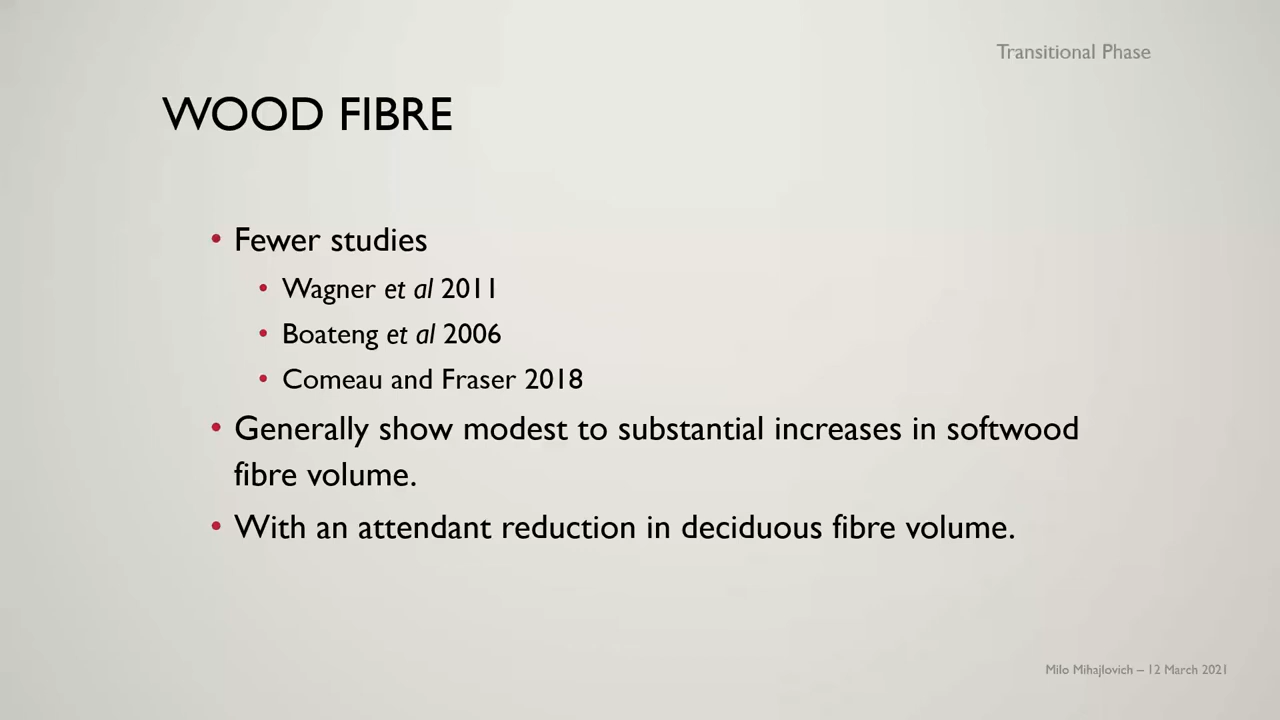 Transitional Phase
WOOD FIBRE
• Fewer studies
• Wagner et al 2011
• Boateng et al 2006
• Comeau and Fraser 2018
• Generally show modest to substantial increases in softwood
fibre volume.
• With an attendant reduction in deciduous fibre volume.
Milo Mihajlovich – 12 March 2021